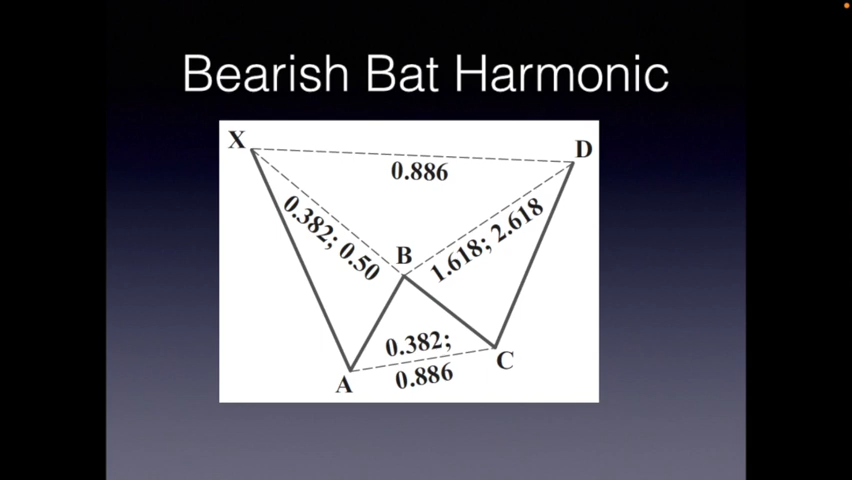 Bearish Bat Harmonic
X
D
0.886
0.382; 0.50
1.618; 2.618
B
0.382;
0.886
A
C